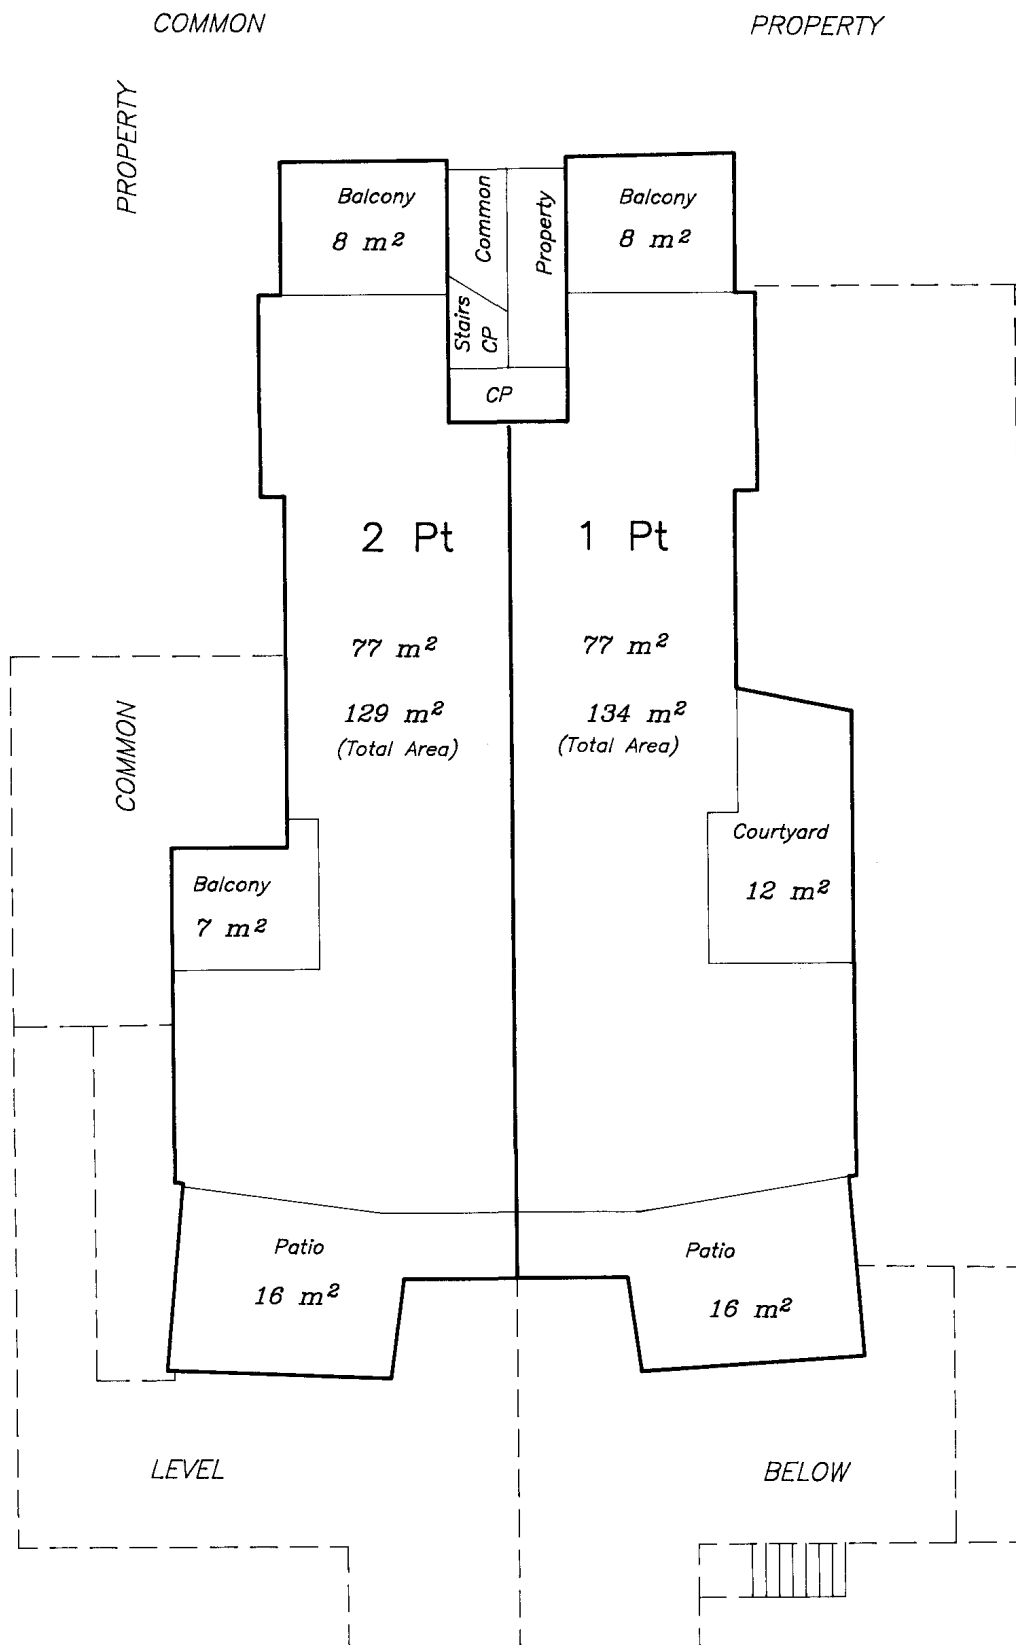 COMMON
PROPERTY
PROPERTY
Balcony
8 m²
Common
Property
Balcony
8 m²
Stairs
CP
CP
2 Pt
1 Pt
77 m²
77 m²
129 m²
(Total Area)
134 m²
(Total Area)
COMMON
Balcony
7 m²
Courtyard
12 m²
Patio
16 m²
Patio
16 m²
LEVEL
BELOW